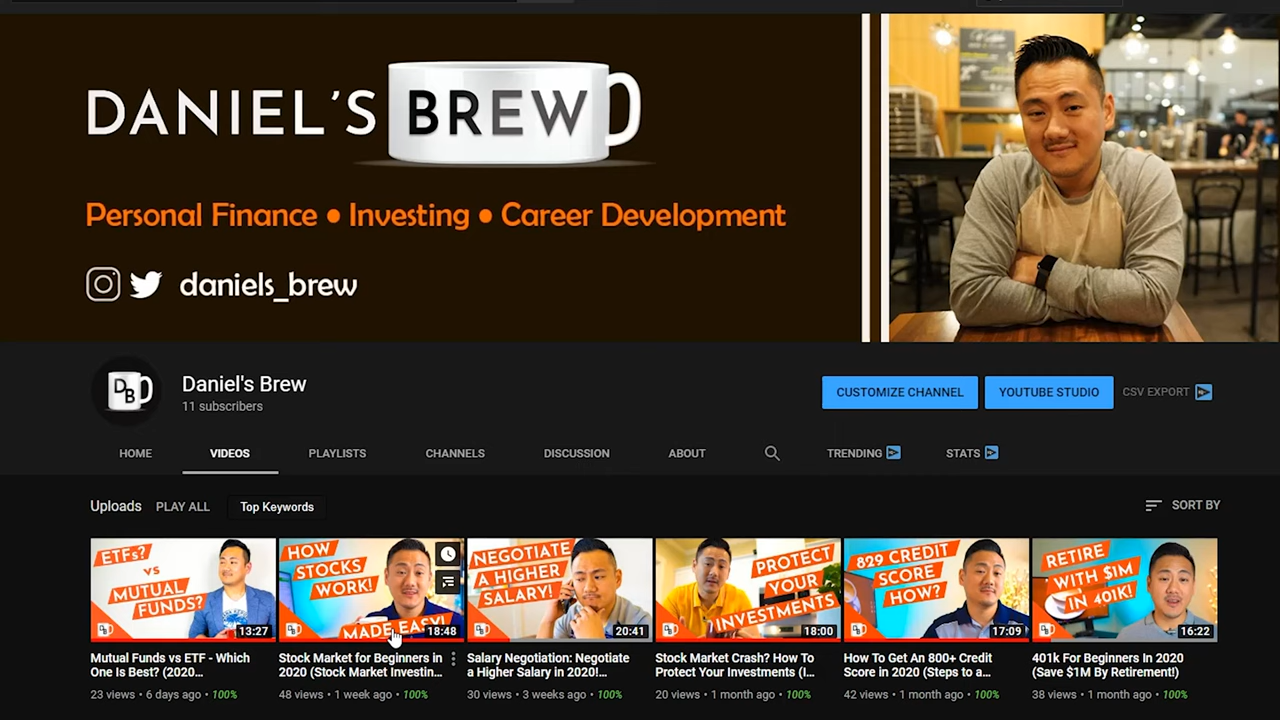 DANIEL'S BREW
Personal Finance • Investing • Career Development
daniels_brew
DB
Daniel's Brew
11 subscribers
CUSTOMIZE CHANNEL
YOUTUBE STUDIO
CSV EXPORT
HOME
VIDEOS
PLAYLISTS
CHANNELS
DISCUSSION
ABOUT
TRENDING
STATS
Uploads
PLAY ALL
Top Keywords
SORT BY
ETFs?
VS
MUTUAL
FUNDS?
13:27
HOW
STOCKS
WORK!
MADE EASY!
18:48
NEGOTIATE
A HIGHER
SALARY!
20:41
PROTECT
YOUR
INVESTMENTS
18:00
829 CREDIT
SCORE
HOW?
17:09
RETIRE
WITH $1M
IN 401K!
16:22
Mutual Funds vs ETF - Which
One Is Best? (2020...
23 views • 6 days ago • 100%
Stock Market for Beginners in
2020 (Stock Market Investin...
48 views • 1 week ago • 100%
Salary Negotiation: Negotiate
a Higher Salary in 2020!...
30 views • 3 weeks ago • 100%
Stock Market Crash? How To
Protect Your Investments (I...
20 views • 1 month ago • 100%
How To Get An 800+ Credit
Score in 2020 (Steps to a...
42 views • 1 month ago • 100%
401k For Beginners In 2020
(Save $1M By Retirement!)
38 views • 1 month ago • 100%